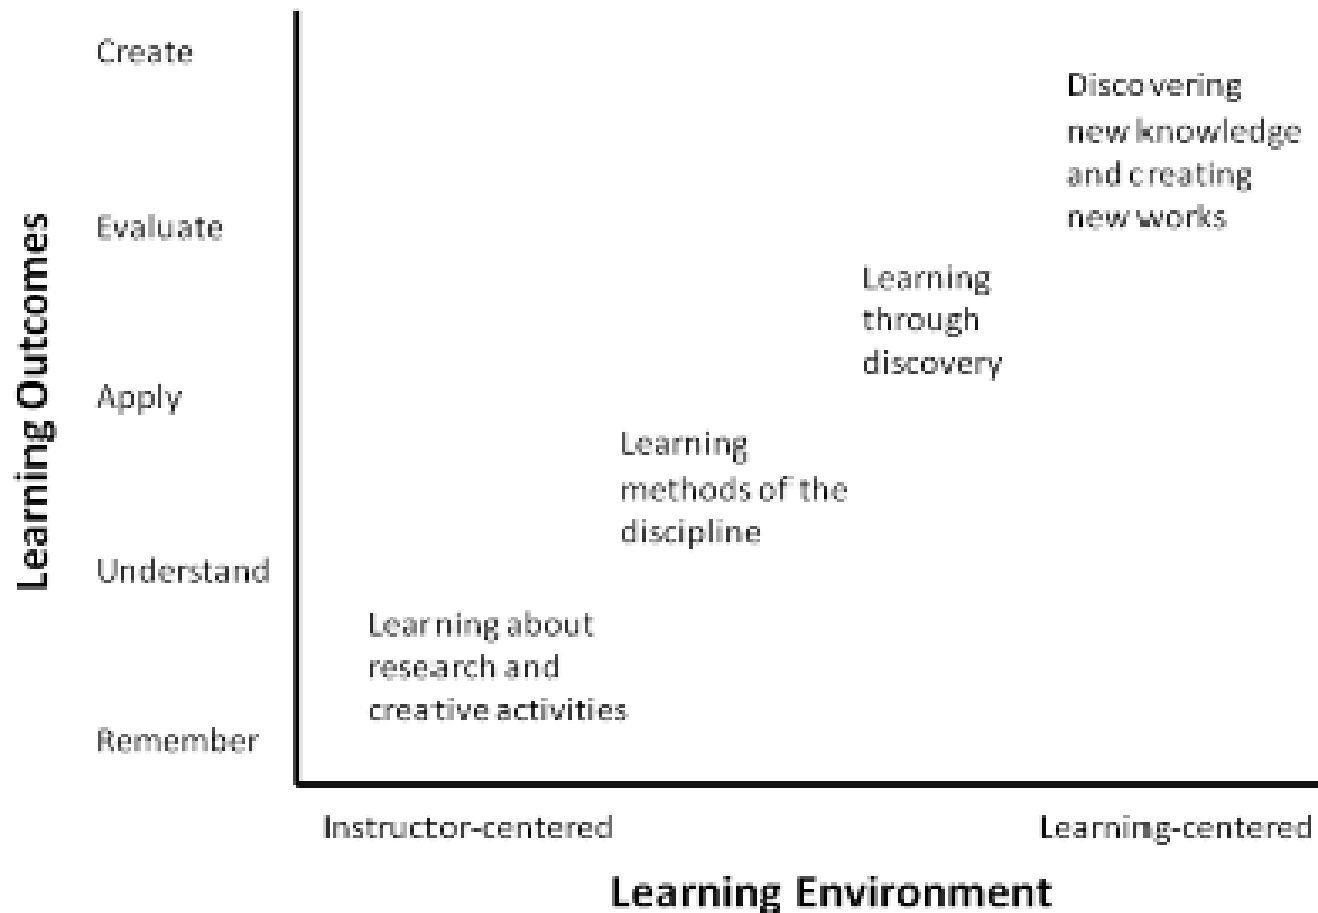 Create
Discovering
new knowledge
and creating
new works
Evaluate
Learning
through
discovery
Apply
Learning
methods of the
discipline
Understand
Learning about
research and
creative activities
Remember
Learning Outcomes
Instructor-centered
Learning-centered
Learning Environment